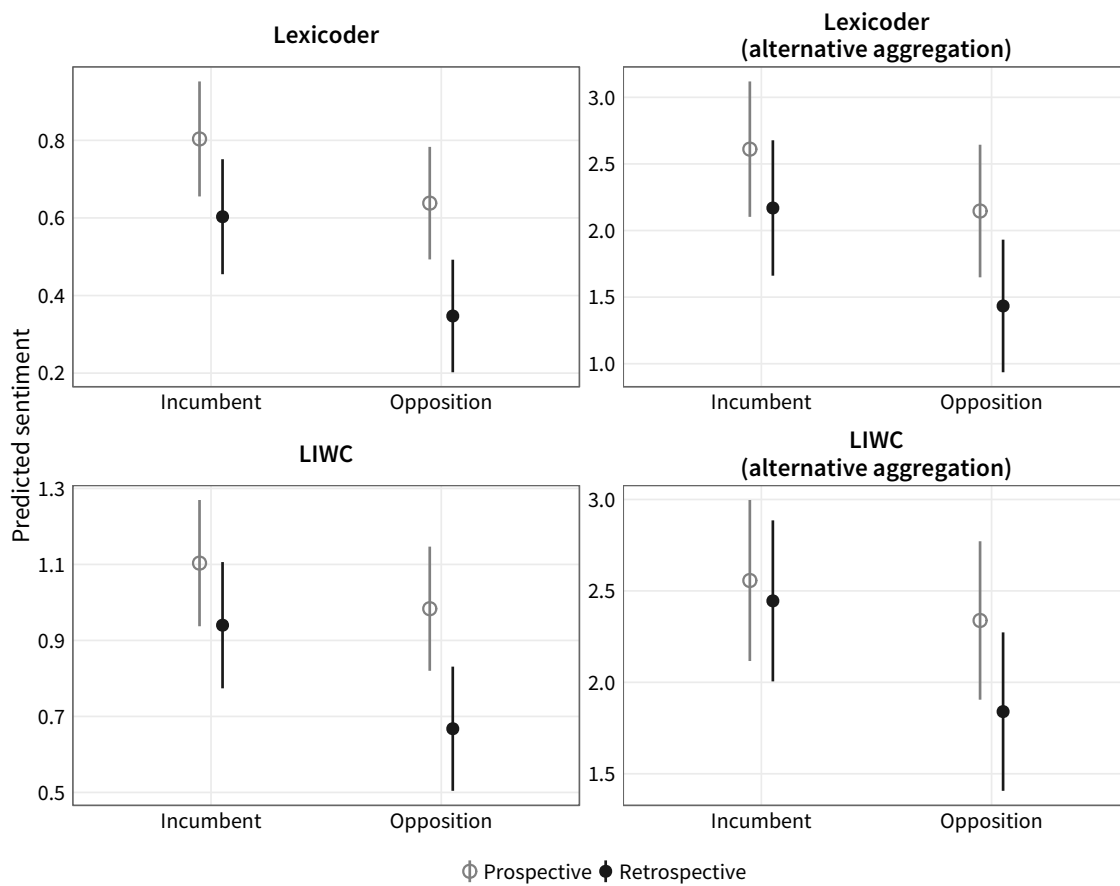 Predicted sentiment
Lexicoder
0.8
0.6
0.4
0.2
Incumbent Opposition
Lexicoder
(alternative aggregation)
3.0
2.5
2.0
1.5
1.0
Incumbent Opposition
LIWC
1.3
1.1
0.9
0.7
0.5
Incumbent Opposition
LIWC
(alternative aggregation)
3.0
2.5
2.0
1.5
Incumbent Opposition
Prospective Retrospective